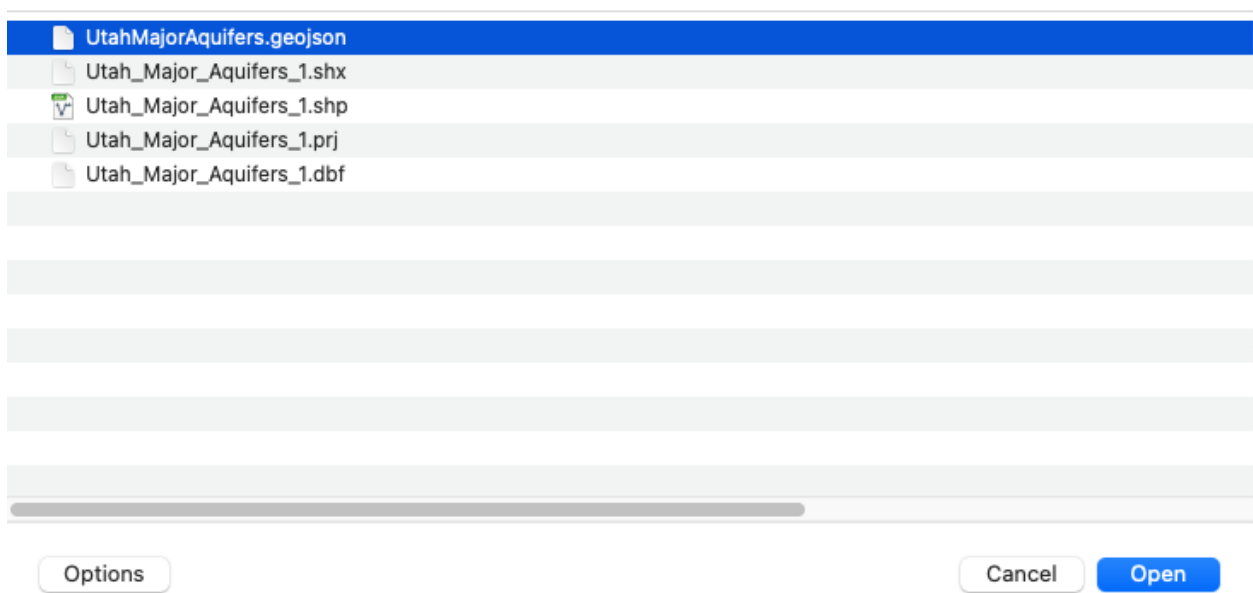 UtahMajorAquifers.geojson
Utah_Major_Aquifers_1.shx
Utah_Major_Aquifers_1.shp
Utah_Major_Aquifers_1.prj
Utah_Major_Aquifers_1.dbf
Options Cancel Open